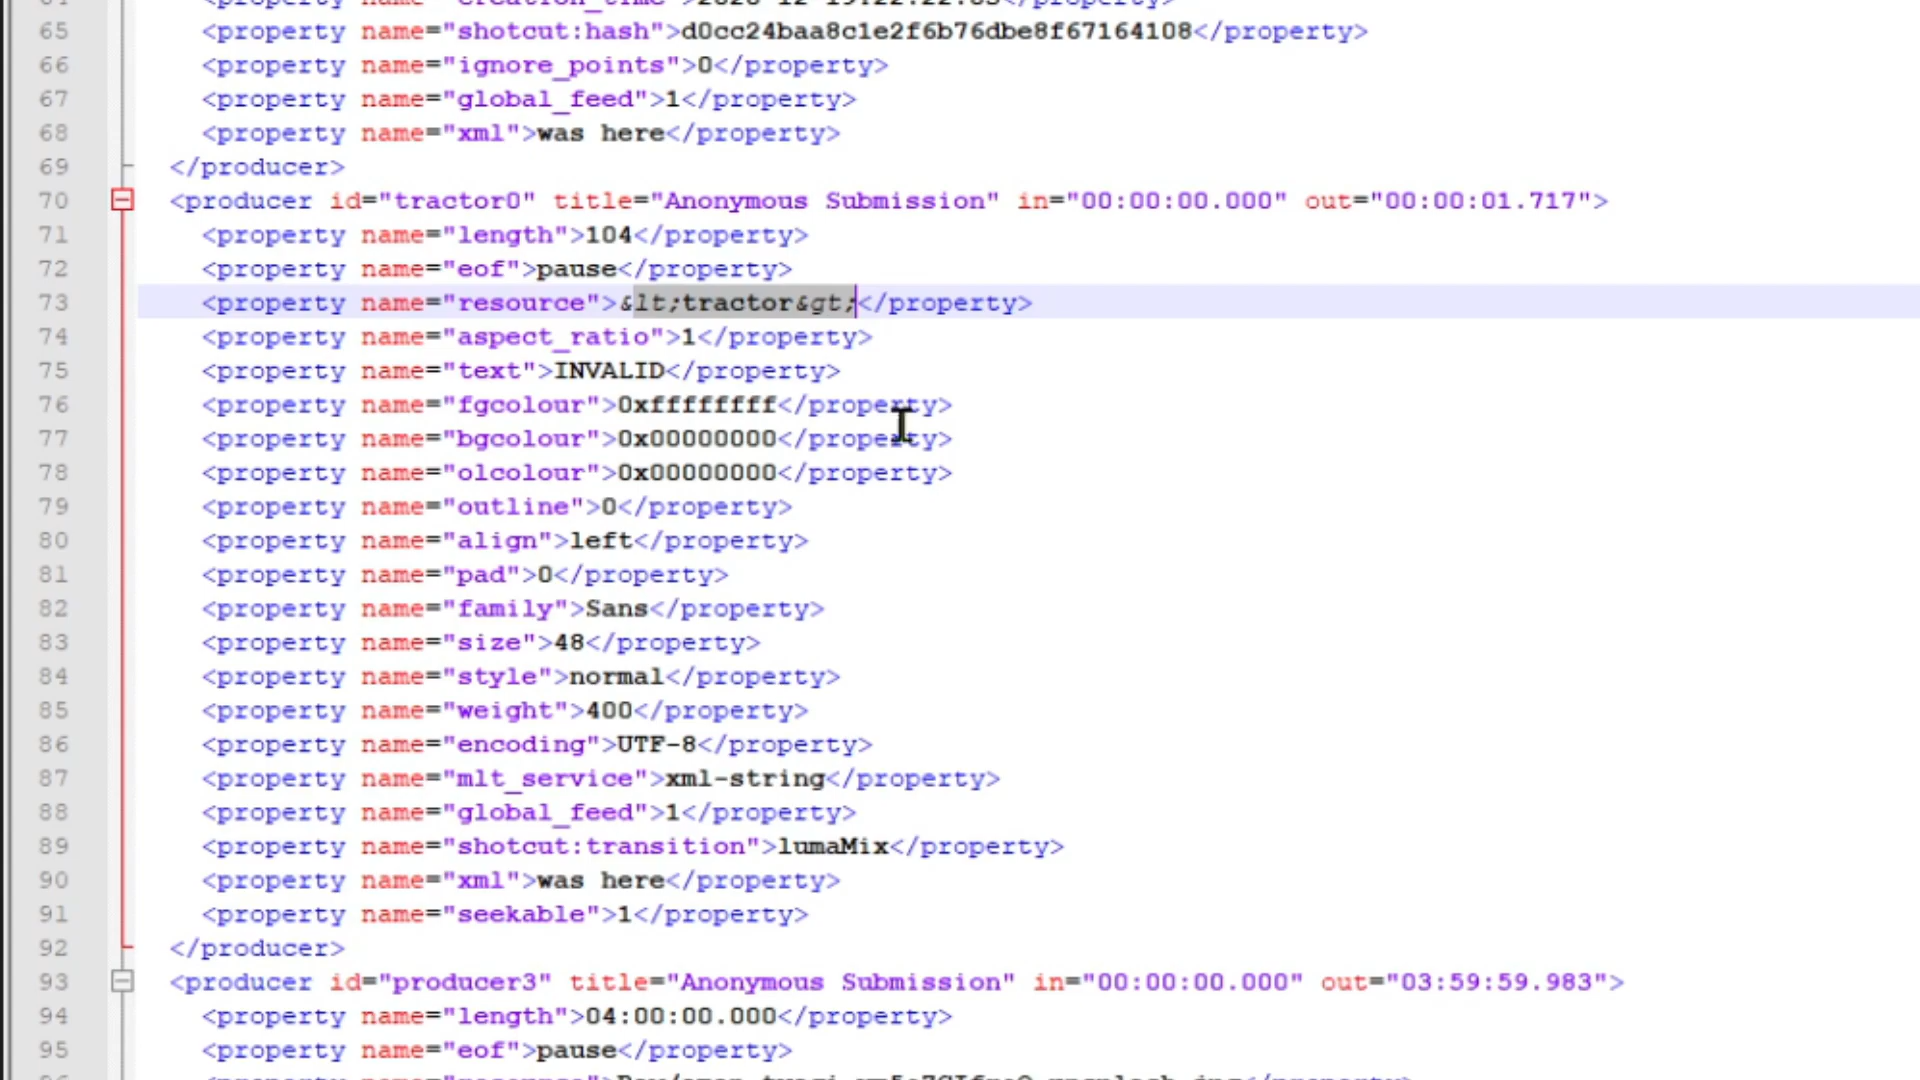 65 <property name="shotcut:hash">d0cc24baa8c1e2f6b76dbe8f67164108</property>
66 <property name="ignore_points">0</property>
67 <property name="global_feed">1</property>
68 <property name="xml">was here</property>
69 </producer>
70 <producer id="tractor0" title="Anonymous Submission" in="00:00:00.000" out="00:00:01.717">
71 <property name="length">104</property>
72 <property name="eof">pause</property>
73 <property name="resource">&lt;tractor&gt;</property>
74 <property name="aspect_ratio">1</property>
75 <property name="text">INVALID</property>
76 <property name="fgcolour">0xffffffff</property>
77 <property name="bgcolour">0x00000000</property>
78 <property name="olcolour">0x00000000</property>
79 <property name="outline">0</property>
80 <property name="align">left</property>
81 <property name="pad">0</property>
82 <property name="family">Sans</property>
83 <property name="size">48</property>
84 <property name="style">normal</property>
85 <property name="weight">400</property>
86 <property name="encoding">UTF-8</property>
87 <property name="mlt_service">xml-string</property>
88 <property name="global_feed">1</property>
89 <property name="shotcut:transition">lumaMix</property>
90 <property name="xml">was here</property>
91 <property name="seekable">1</property>
92 </producer>
93 <producer id="producer3" title="Anonymous Submission" in="00:00:00.000" out="03:59:59.983">
94 <property name="length">04:00:00.000</property>
95 <property name="eof">pause</property>